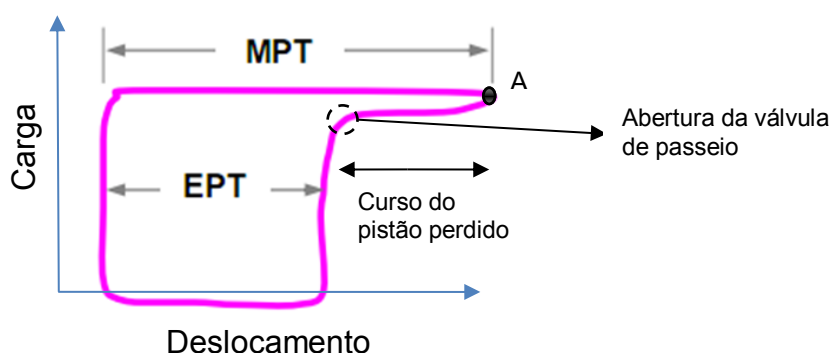 MPT
A
Abertura da válvula
de passeio
Carga
EPT
Curso do
pistão perdido
Deslocamento